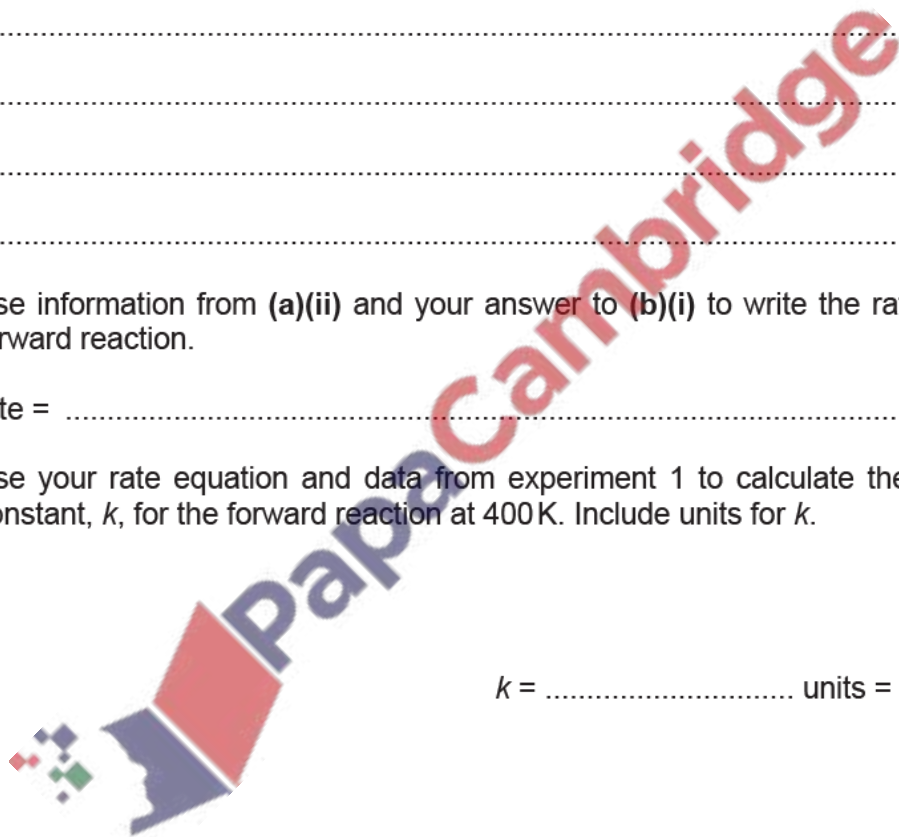 se information from (a)(ii) and your answer to (b)(i) to write the ra
rward reaction.
te = ..............................................................................
se your rate equation and data from experiment 1 to calculate the
onstant, k, for the forward reaction at 400 K. Include units for k.
k = .............................. units =
PapaCambridge